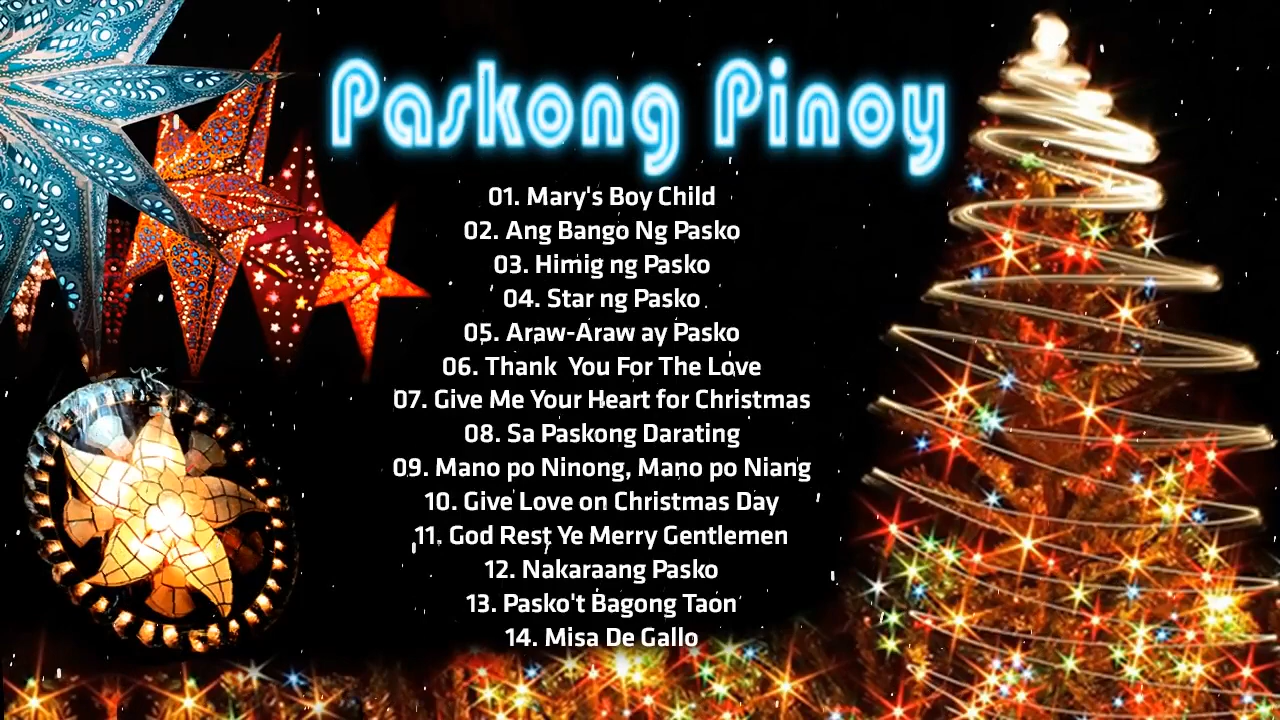 Paskong Pinoy
01. Mary's Boy Child
02. Ang Bango Ng Pasko
03. Himig ng Pasko
04. Star ng Pasko
05. Araw-Araw ay Pasko
06. Thank You For The Love
07. Give Me Your Heart for Christmas
08. Sa Paskong Darating
09. Mano po Ninong, Mano po Niang
10. Give Love on Christmas Day
11. God Rest Ye Merry Gentlemen
12. Nakaraang Pasko
13. Pasko't Bagong Taon
14. Misa De Gallo